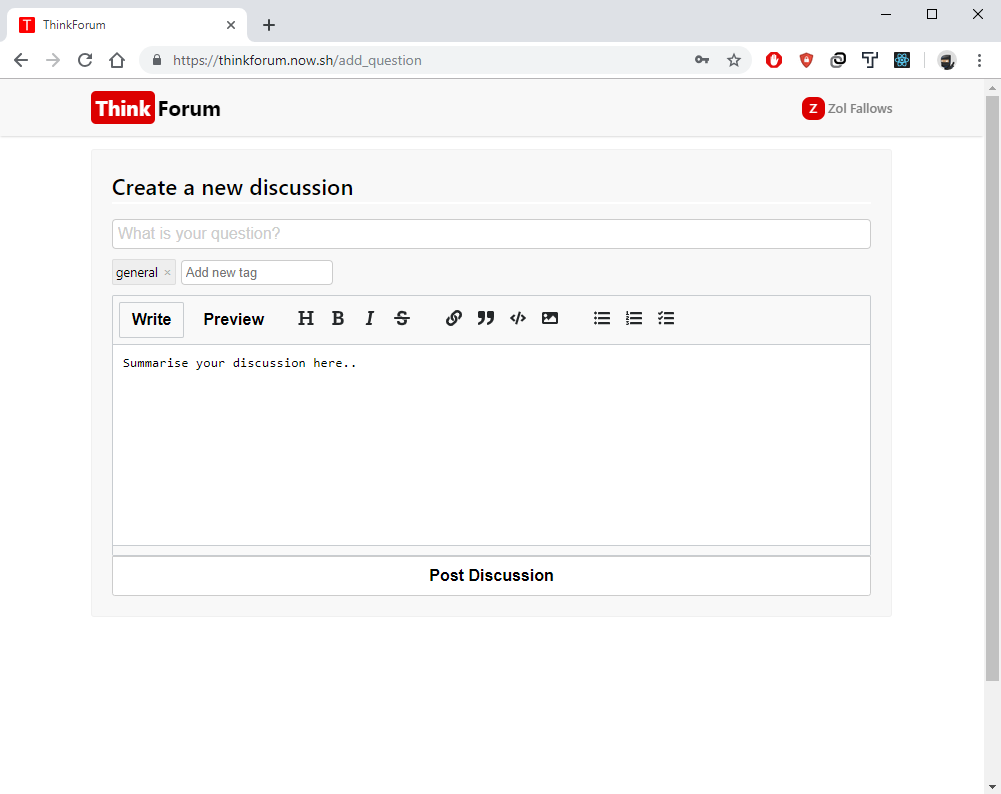 T ThinkForum
https://thinkforum.now.sh/add_question
Think Forum
Z Zol Fallows
Create a new discussion
What is your question?
general × Add new tag
Write Preview H B I S
Summarise your discussion here..
Post Discussion